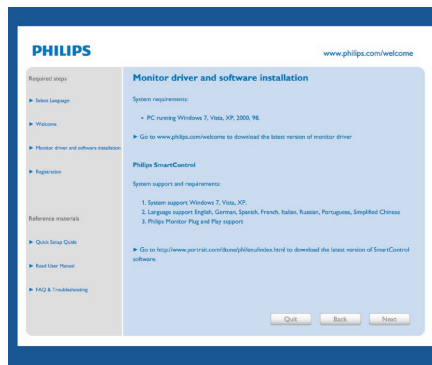 PHILIPS
www.philips.com/welcome
Required steps
► Select Language
► Welcome
► Monitor driver and software installation
► Registration
Reference materials
► Quick Setup Guide
► Read User Manual
► FAQ & Troubleshooting
Monitor driver and software installation
System requirements:
• PC running Windows 7, Vista, XP, 2000, 98.
► Go to www.philips.com/welcome to download the latest version of monitor driver
Philips SmartControl
System support and requirements:
1. System support Windows 7, Vista, XP.
2. Language support English, German, Spanish, French, Italian, Russian, Portuguese, Simplified Chinese
3. Philips Monitor Plug and Play support
► Go to http://www.portrait.com/dtune/phl/enu/index.html to download the latest version of SmartControl
software.
Quit
Back
Next